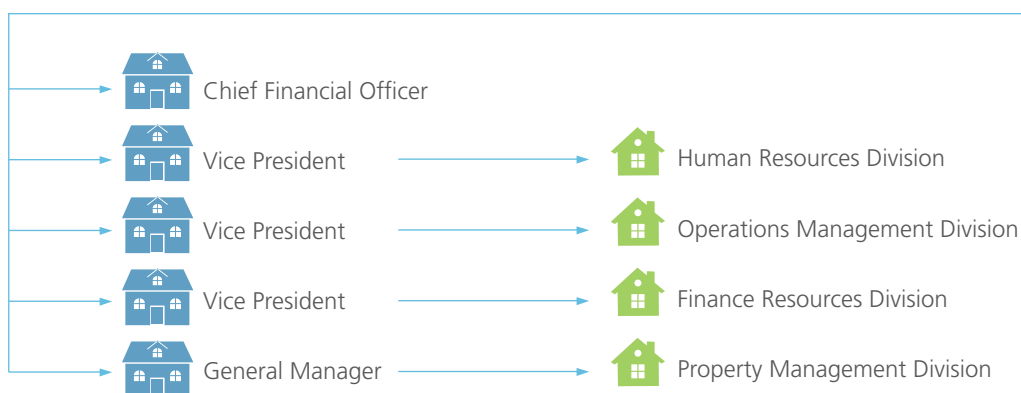 Chief Financial Officer
Vice President
Human Resources Division
Vice President
Operations Management Division
Vice President
Finance Resources Division
General Manager
Property Management Division